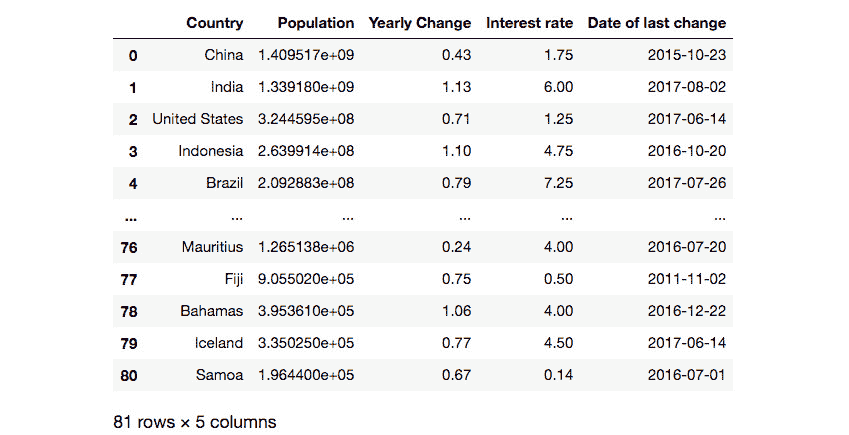 Country Population Yearly Change Interest rate Date of last change
0 China 1.409517e+09 0.43 1.75 2015-10-23
1 India 1.339180e+09 1.13 6.00 2017-08-02
2 United States 3.244595e+08 0.71 1.25 2017-06-14
3 Indonesia 2.639914e+08 1.10 4.75 2016-10-20
4 Brazil 2.092883e+08 0.79 7.25 2017-07-26
... ... ... ... ... ...
76 Mauritius 1.265138e+06 0.24 4.00 2016-07-20
77 Fiji 9.055020e+05 0.75 0.50 2011-11-02
78 Bahamas 3.953610e+05 1.06 4.00 2016-12-22
79 Iceland 3.350250e+05 0.77 4.50 2017-06-14
80 Samoa 1.964400e+05 0.67 0.14 2016-07-01
81 rows × 5 columns